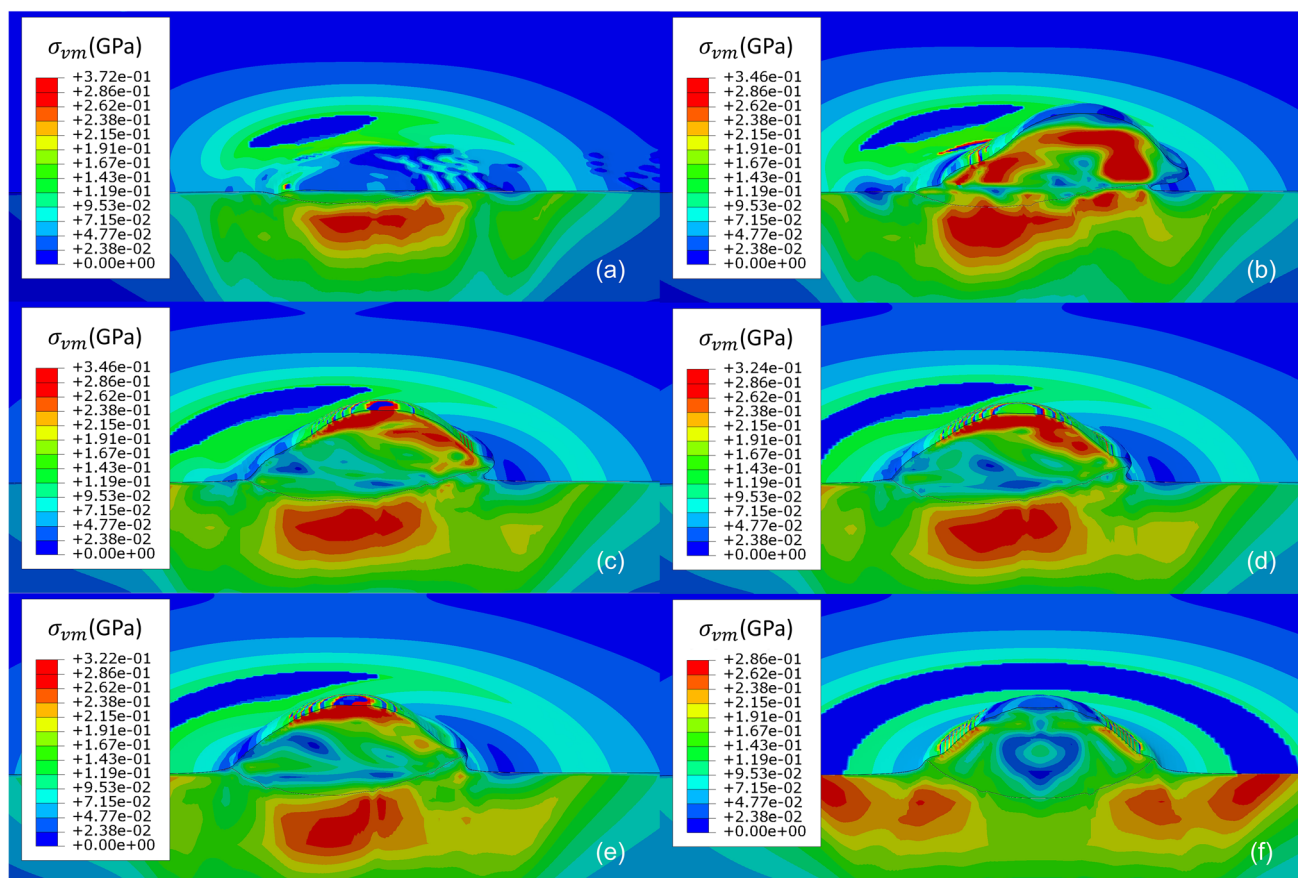 σvm(GPa)
+3.72e-01
+2.86e-01
+2.62e-01
+2.38e-01
+2.15e-01
+1.91e-01
+1.67e-01
+1.43e-01
+1.19e-01
+9.53e-02
+7.15e-02
+4.77e-02
+2.38e-02
+0.00e+00
(a)
σvm(GPa)
+3.46e-01
+2.86e-01
+2.62e-01
+2.38e-01
+2.15e-01
+1.91e-01
+1.67e-01
+1.43e-01
+1.19e-01
+9.53e-02
+7.15e-02
+4.77e-02
+2.38e-02
+0.00e+00
(b)
σvm(GPa)
+3.46e-01
+2.86e-01
+2.62e-01
+2.38e-01
+2.15e-01
+1.91e-01
+1.67e-01
+1.43e-01
+1.19e-01
+9.53e-02
+7.15e-02
+4.77e-02
+2.38e-02
+0.00e+00
(c)
σvm(GPa)
+3.24e-01
+2.86e-01
+2.62e-01
+2.38e-01
+2.15e-01
+1.91e-01
+1.67e-01
+1.43e-01
+1.19e-01
+9.53e-02
+7.15e-02
+4.77e-02
+2.38e-02
+0.00e+00
(d)
σvm(GPa)
+3.22e-01
+2.86e-01
+2.62e-01
+2.38e-01
+2.15e-01
+1.91e-01
+1.67e-01
+1.43e-01
+1.19e-01
+9.53e-02
+7.15e-02
+4.77e-02
+2.38e-02
+0.00e+00
(e)
σvm(GPa)
+2.86e-01
+2.62e-01
+2.38e-01
+2.15e-01
+1.91e-01
+1.67e-01
+1.43e-01
+1.19e-01
+9.53e-02
+7.15e-02
+4.77e-02
+2.38e-02
+0.00e+00
(f)